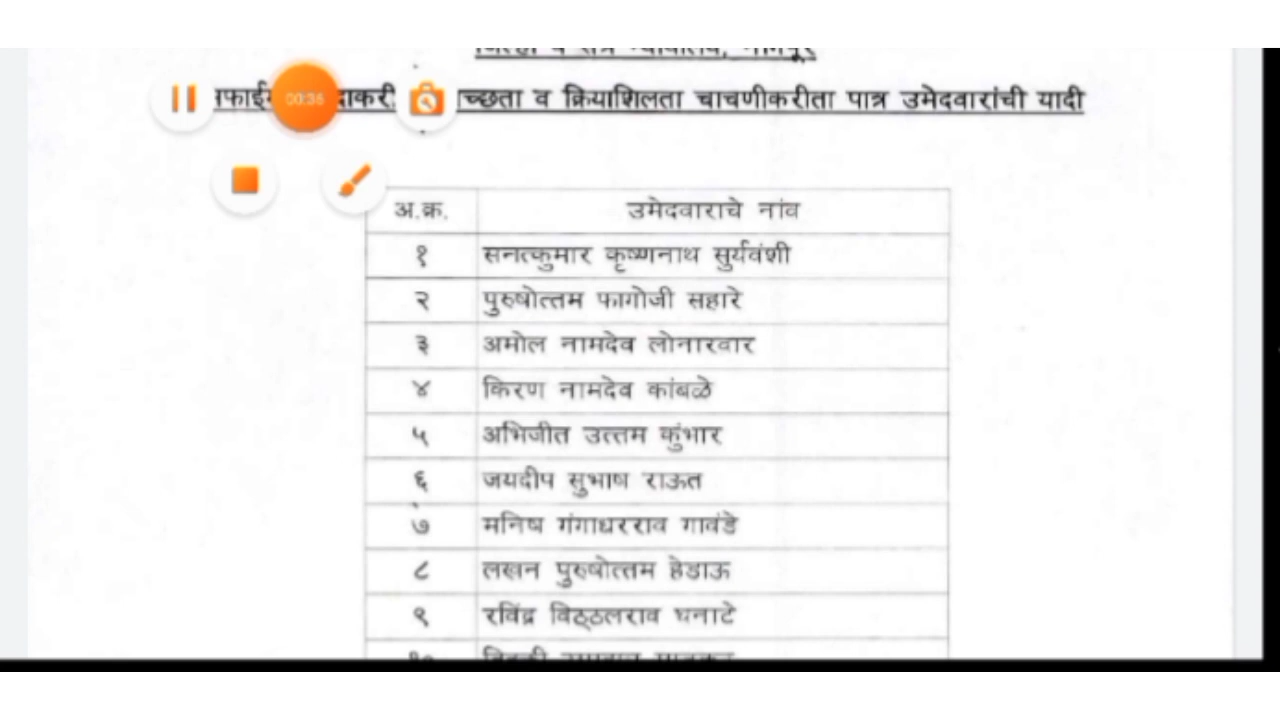 00:36
च्छता व क्रियाशिलता चाचणीकरीता पात्र उमेदवारांची यादी
अ.क्र. उमेदवाराचे नांव
१ सनत्कुमार कृष्णनाथ सुर्यवंशी
२ पुरुषोत्तम फागोजी सहारे
३ अमोल नामदेव लोनारवार
४ किरण नामदेव कांबळे
५ अभिजीत उत्तम कुंभार
६ जयदीप सुभाष राऊत
७ मनिष गंगाधरराव गावंडे
८ लखन पुरुषोत्तम हेडाऊ
९ रविंद्र विठ्ठलराव घनाटे